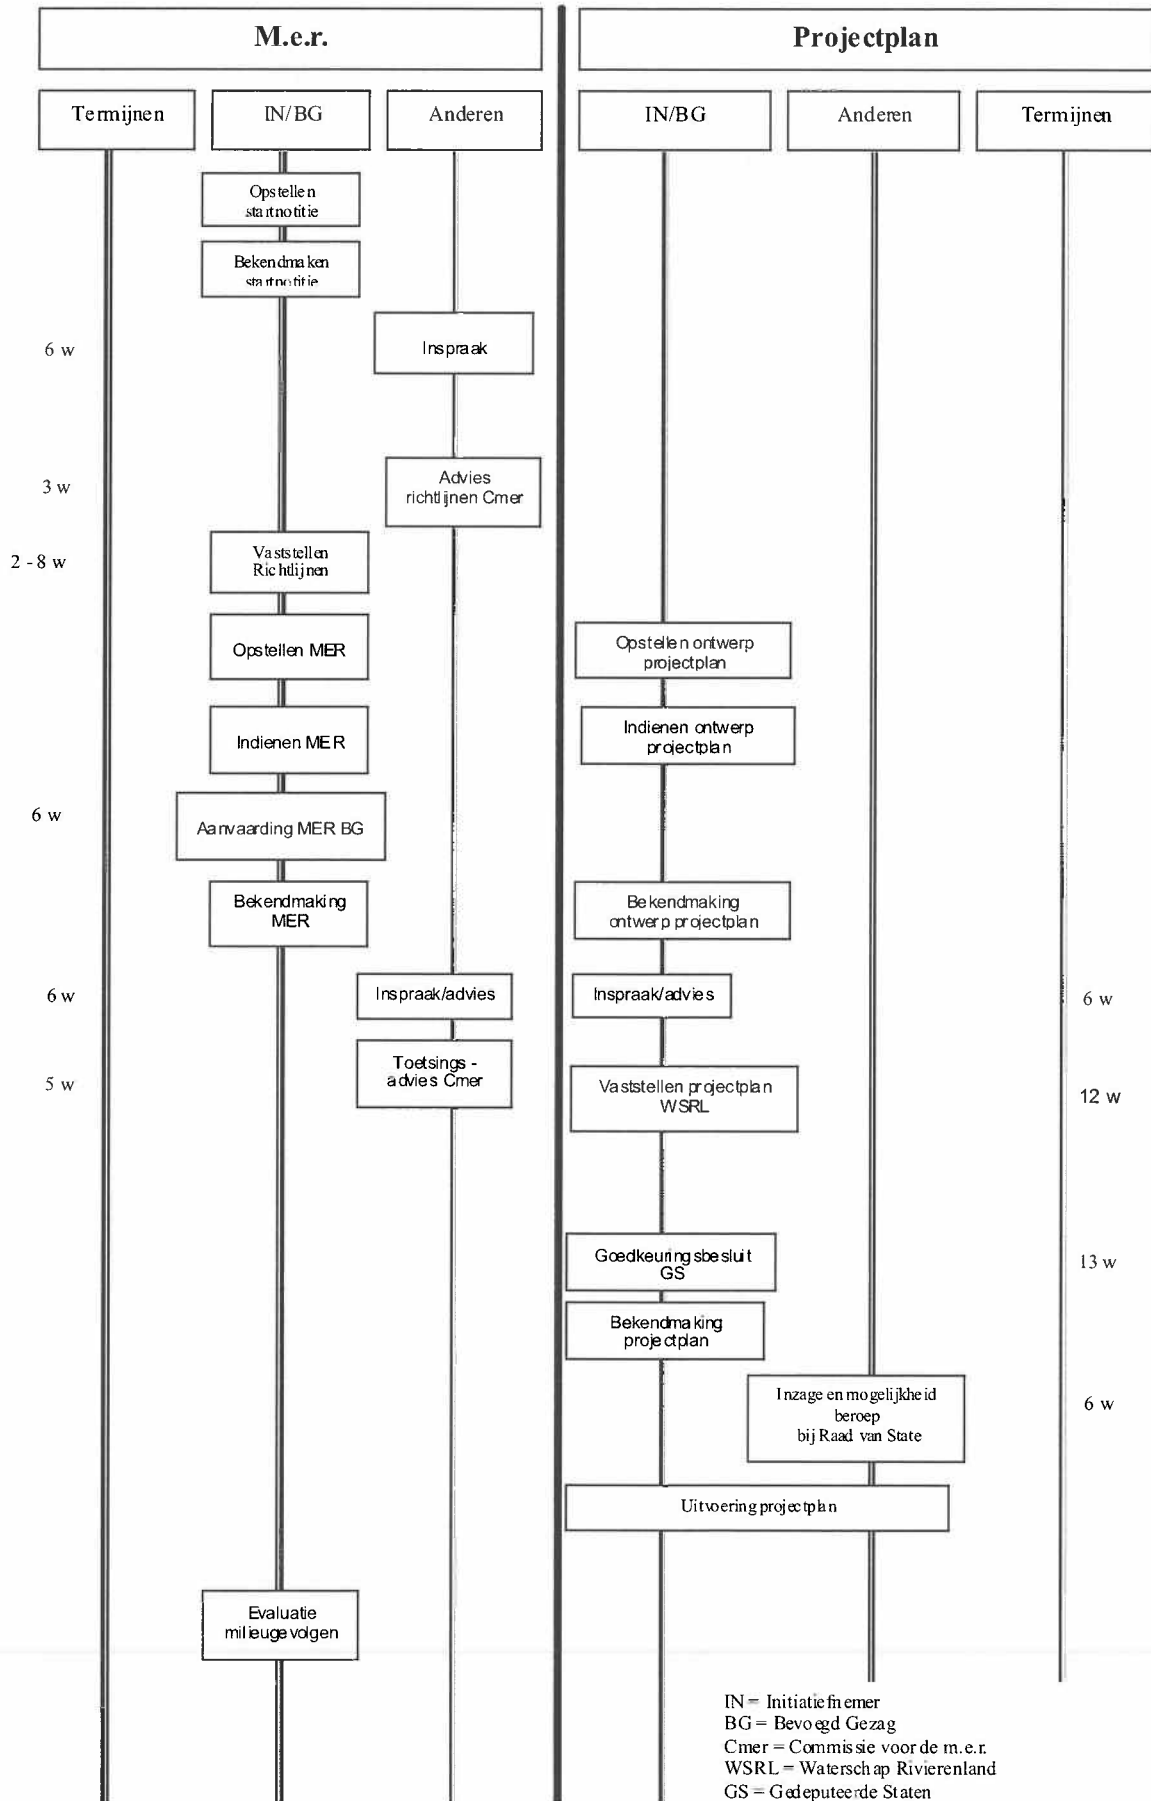 M.e.r.
Projectplan
Termijnen
IN/BG
Anderen
IN/BG
Anderen
Termijnen
Opstellen
startnotitie
Bekendmaken
startnotitie
6 w
Inspraak
3 w
Advies
richtlijnen Cmer
2 - 8 w
Vaststellen
Richtlijnen
Opstellen MER
Opstellen ontwerp
projectplan
Indienen MER
Indienen ontwerp
projectplan
6 w
Aanvaarding MER BG
Bekendmaking
MER
Bekendmaking
ontwerp projectplan
6 w
Inspraak/advies
Inspraak/advies
6 w
5 w
Toetsings -
advies Cmer
Vaststellen projectplan
WSRL
12 w
Goedkeuringsbesluit
GS
13 w
Bekendmaking
projectplan
Inzage en mogelijkheid
beroep
bij Raad van State
6 w
Uitvoering projectplan
Evaluatie
milieugevolgen
IN = Initiatiefnemer
BG = Bevoegd Gezag
Cmer = Commissie voor de m.e.r.
WSRL = Waterschap Rivierenland
GS = Gedeputeerde Staten